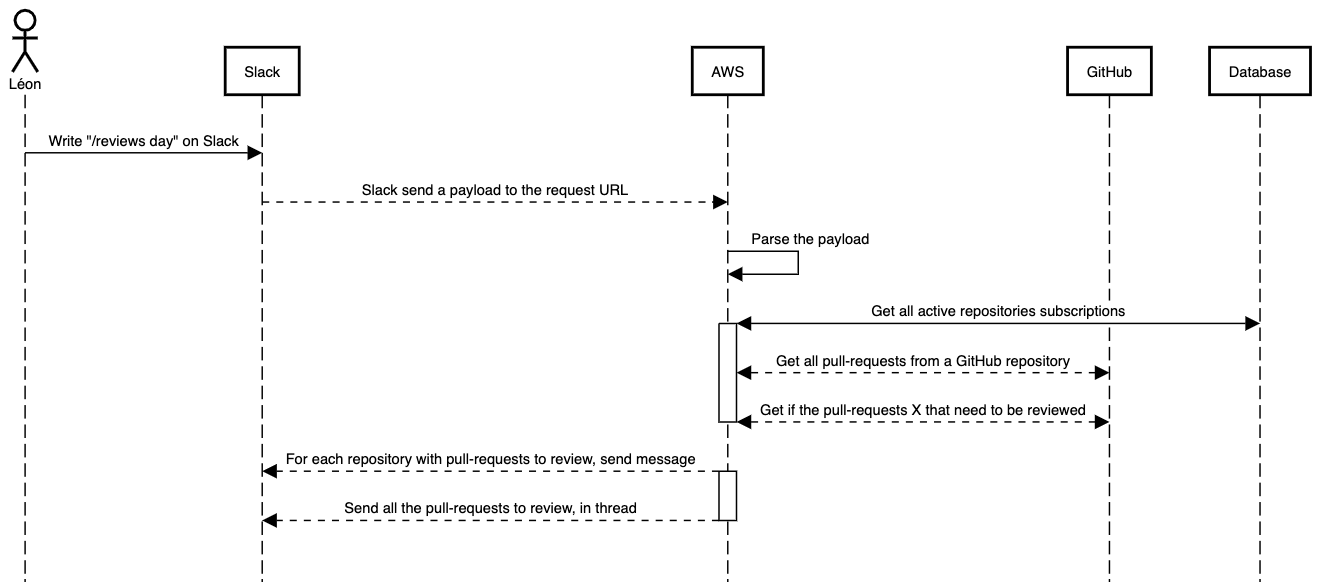 Léon
Slack
AWS
GitHub
Database
Write "/reviews day" on Slack
Slack send a payload to the request URL
Parse the payload
Get all active repositories subscriptions
Get all pull-requests from a GitHub repository
Get if the pull-requests X that need to be reviewed
For each repository with pull-requests to review, send message
Send all the pull-requests to review, in thread